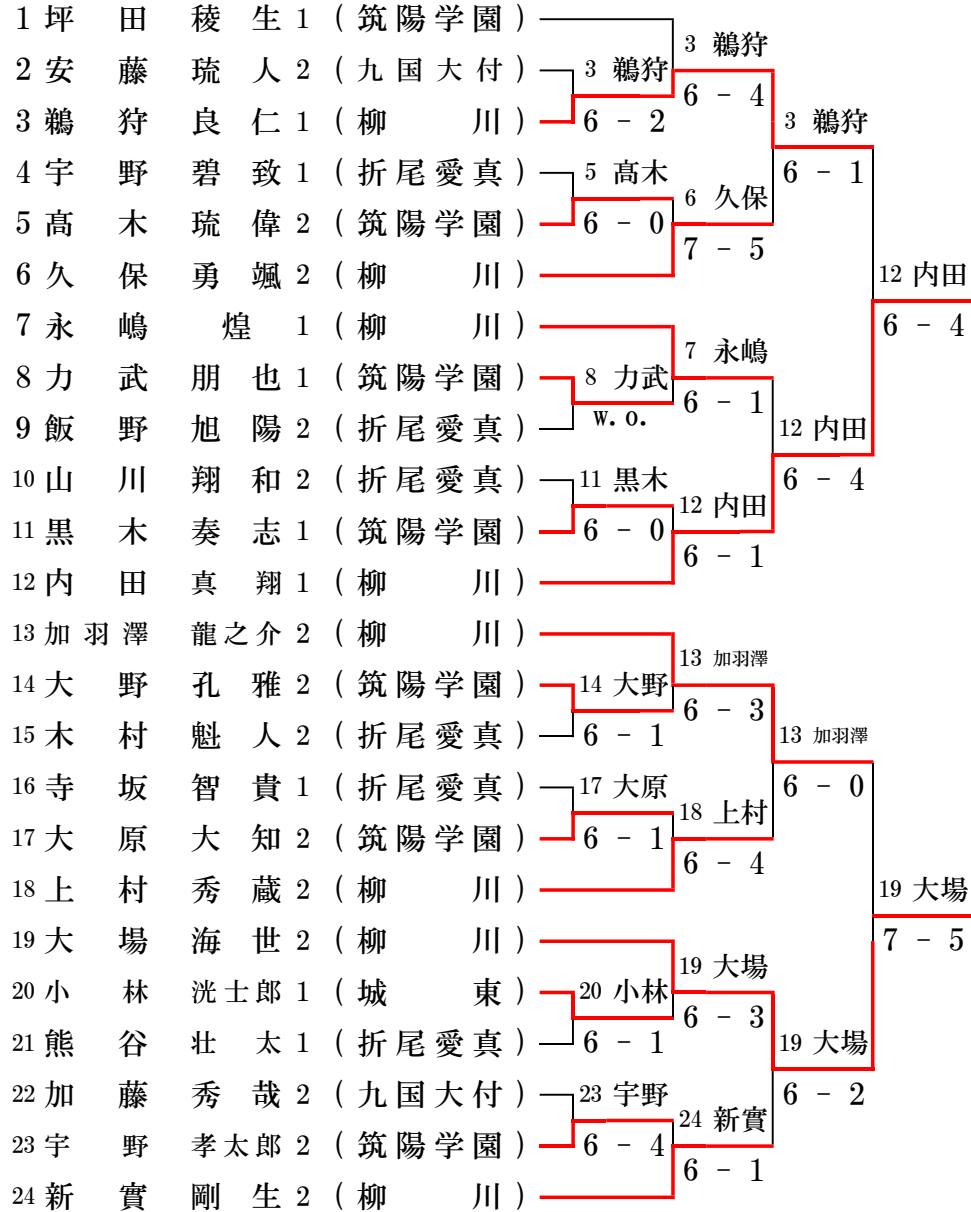 1 坪田 稜生 1 (筑陽学園)
3 鵜狩
2 安藤 琉人 2 (九国大付)
3 鵜狩
6 - 4
3 鵜狩 良仁 1 (柳川)
6 - 2
3 鵜狩
4 宇野 碧致 1 (折尾愛真)
5 髙木
6 - 1
5 髙木 琉偉 2 (筑陽学園)
6 - 0
6 久保
7 - 5
6 久保 勇颯 2 (柳川)
12 内田
7 永嶋 煌 1 (柳川)
6 - 4
7 永嶋
8 力武 朋也 1 (筑陽学園)
8 力武
6 - 1
9 飯野 旭陽 2 (折尾愛真)
W.O.
12 内田
10 山川 翔和 2 (折尾愛真)
11 黒木
6 - 4
11 黒木 奏志 1 (筑陽学園)
6 - 0
12 内田
6 - 1
12 内田 真翔 1 (柳川)
13 加羽澤 龍之介 2 (柳川)
13 加羽澤
14 大野 孔雅 2 (筑陽学園)
14 大野
6 - 3
15 木村 魁人 2 (折尾愛真)
6 - 1
13 加羽澤
16 寺坂 智貴 1 (折尾愛真)
17 大原
6 - 0
17 大原 大知 2 (筑陽学園)
6 - 1
18 上村
6 - 4
18 上村 秀蔵 2 (柳川)
19 大場
19 大場 海世 2 (柳川)
7 - 5
19 大場
20 小林 洸士郎 1 (城東)
20 小林
6 - 3
21 熊谷 壮太 1 (折尾愛真)
6 - 1
19 大場
22 加藤 秀哉 2 (九国大付)
23 宇野
6 - 2
23 宇野 孝太郎 2 (筑陽学園)
6 - 4
24 新實
6 - 1
24 新實 剛生 2 (柳川)